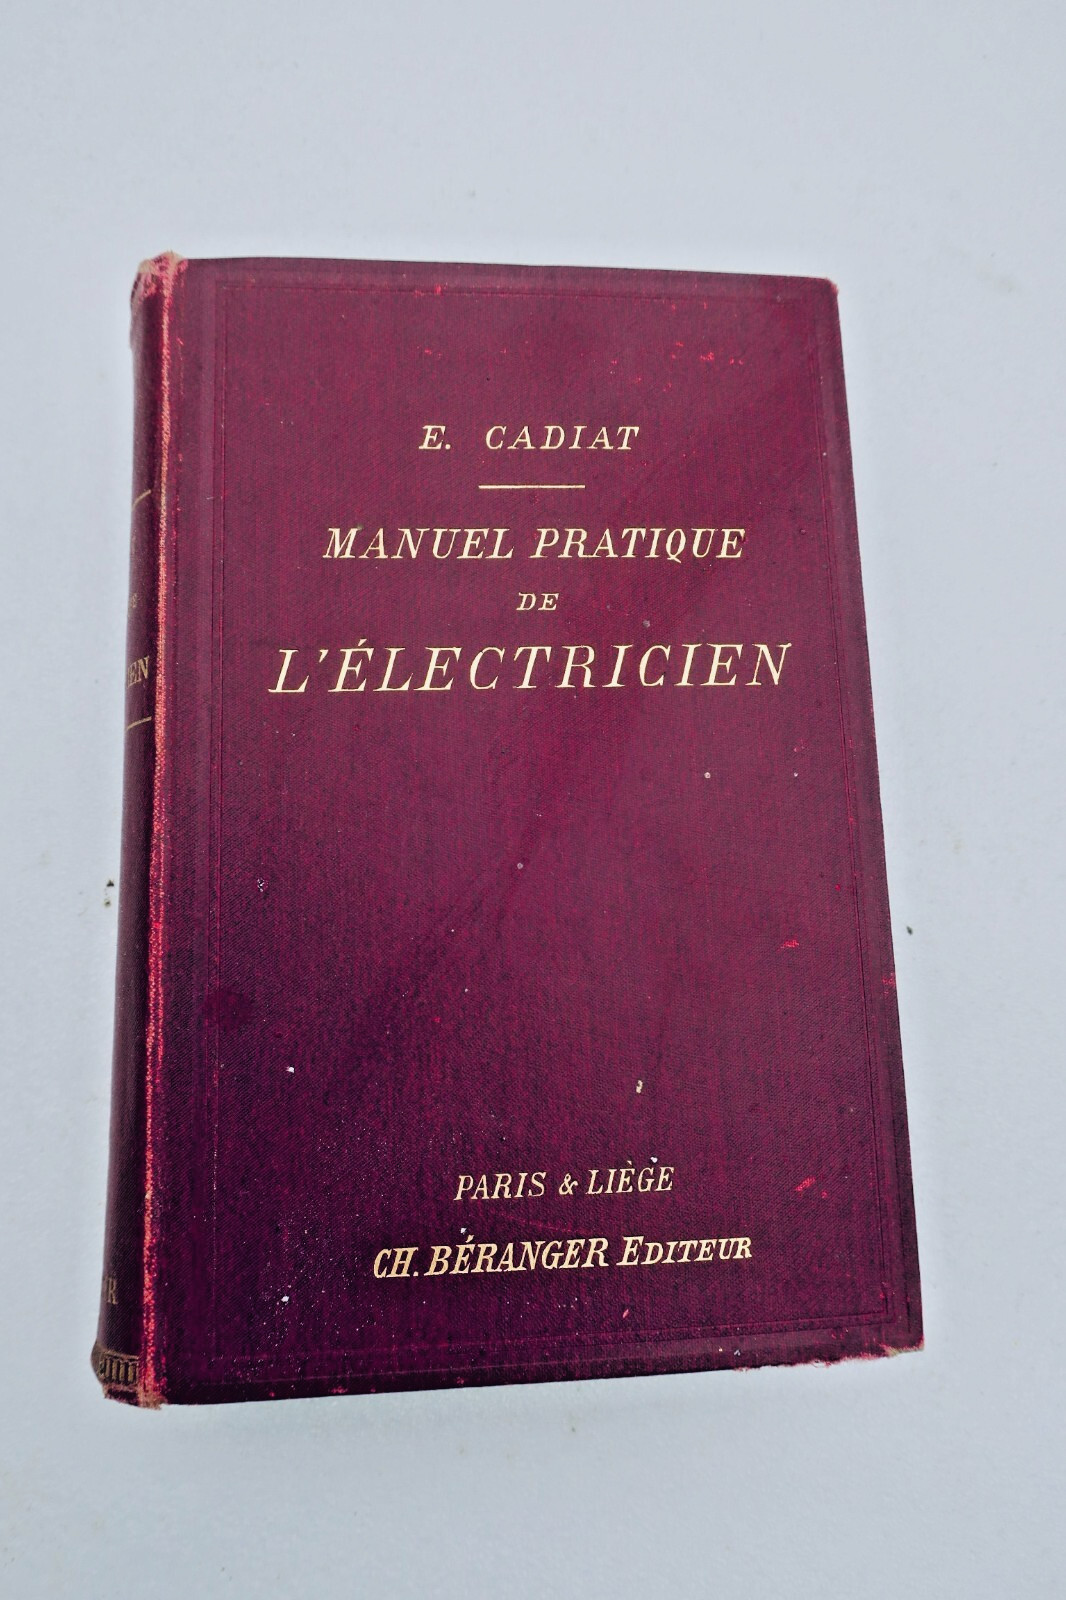 E. CADIAT
MANUEL PRATIQUE
DE
L'ÉLECTRICIEN
PARIS & LIÈGE
CH. BÉRANGER EDITEUR